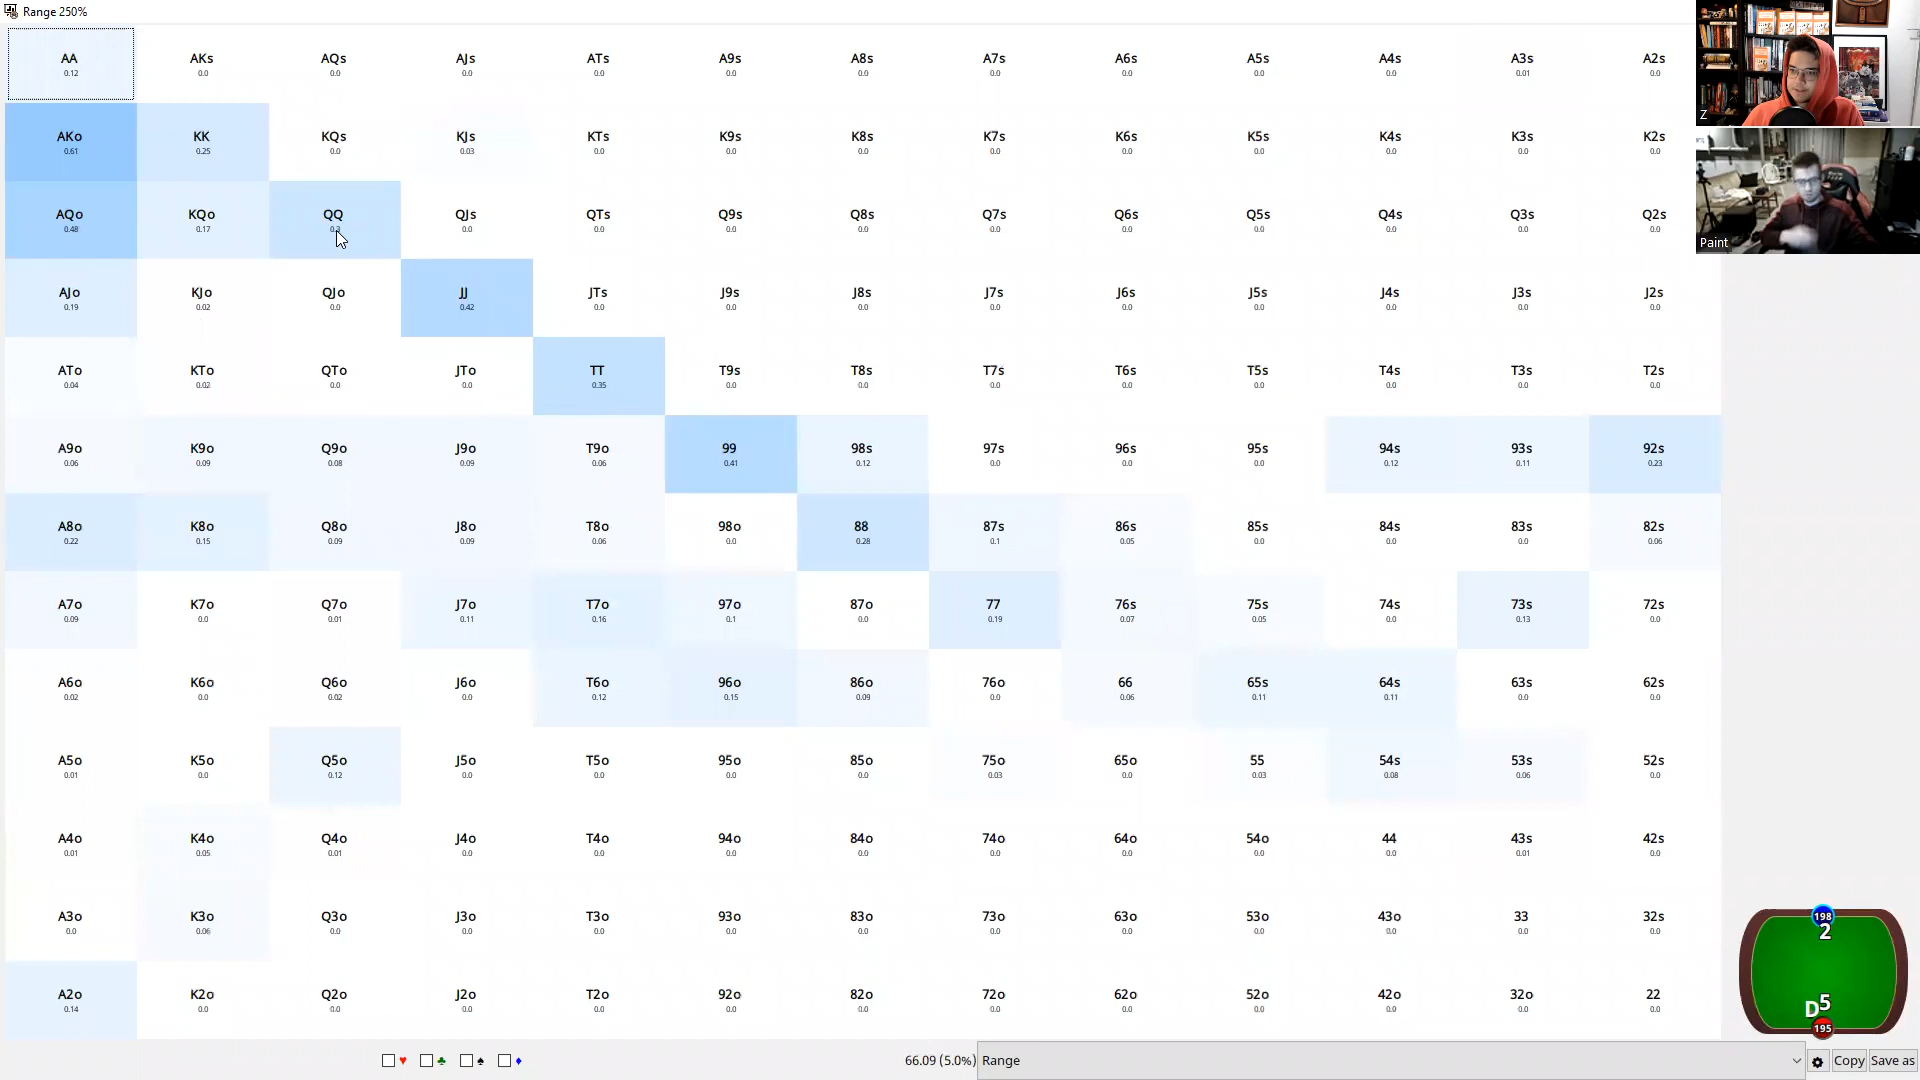 Range 250%
AA AKs AQs AJs ATs A9s A8s A7s A6s A5s A4s A3s A2s
0.12 0.0 0.0 0.0 0.0 0.0 0.0 0.0 0.0 0.0 0.0 0.01 0.0
Z
AKo KK KQs KJs KTs K9s K8s K7s K6s K5s K4s K3s K2s
0.61 0.25 0.0 0.03 0.0 0.0 0.0 0.0 0.0 0.0 0.0 0.0 0.0
AQo KQo QQ QJs QTs Q9s Q8s Q7s Q6s Q5s Q4s Q3s Q2s
0.48 0.17 0.0 0.0 0.0 0.0 0.0 0.0 0.0 0.0 0.0 0.0
Paint
AJo KJo QJo JJ JTs J9s J8s J7s J6s J5s J4s J3s J2s
0.19 0.02 0.0 0.42 0.0 0.0 0.0 0.0 0.0 0.0 0.0 0.0 0.0
ATo KTo QTo JTo TT T9s T8s T7s T6s T5s T4s T3s T2s
0.04 0.02 0.0 0.0 0.35 0.0 0.0 0.0 0.0 0.0 0.0 0.0 0.0
A9o K9o Q9o J9o T9o 99 98s 97s 96s 95s 94s 93s 92s
0.06 0.09 0.08 0.09 0.06 0.41 0.12 0.0 0.0 0.0 0.12 0.11 0.23
A8o K8o Q8o J8o T8o 98o 88 87s 86s 85s 84s 83s 82s
0.22 0.15 0.09 0.09 0.06 0.0 0.28 0.1 0.05 0.0 0.0 0.0 0.06
A7o K7o Q7o J7o T7o 97o 87o 77 76s 75s 74s 73s 72s
0.09 0.0 0.01 0.11 0.16 0.1 0.0 0.19 0.07 0.05 0.0 0.13 0.0
A6o K6o Q6o J6o T6o 96o 86o 76o 66 65s 64s 63s 62s
0.02 0.0 0.02 0.0 0.12 0.15 0.09 0.0 0.06 0.11 0.11 0.0 0.0
A5o K5o Q5o J5o T5o 95o 85o 75o 65o 55 54s 53s 52s
0.01 0.0 0.12 0.0 0.0 0.0 0.0 0.03 0.0 0.03 0.08 0.06 0.0
A4o K4o Q4o J4o T4o 94o 84o 74o 64o 54o 44 43s 42s
0.01 0.05 0.01 0.0 0.0 0.0 0.0 0.0 0.0 0.0 0.0 0.01 0.0
A3o K3o Q3o J3o T3o 93o 83o 73o 63o 53o 43o 33 32s
0.0 0.06 0.0 0.0 0.0 0.0 0.0 0.0 0.0 0.0 0.0 0.0 0.0
198
2
A2o K2o Q2o J2o T2o 92o 82o 72o 62o 52o 42o 32o 22
0.14 0.0 0.0 0.0 0.0 0.0 0.0 0.0 0.0 0.0 0.0 0.0 0.0
D 5
195
66.09 (5.0%) Range Copy Save as